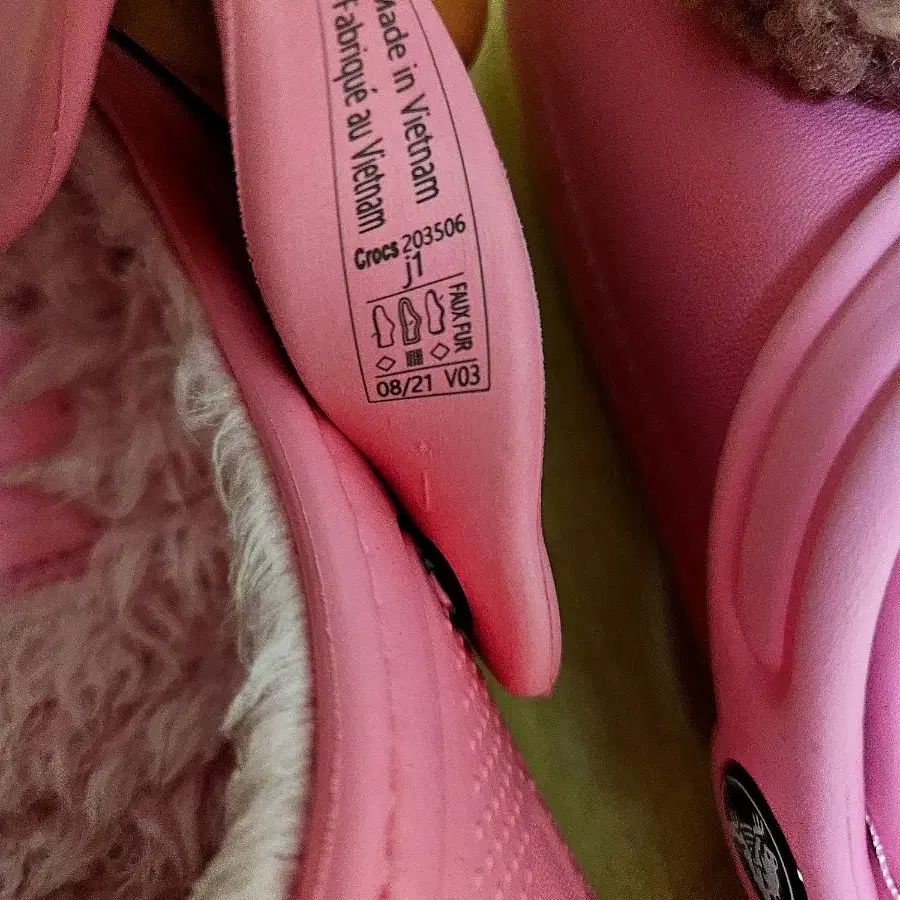 Made in Vietnam
Fabriqué au Vietnam
Crocs 203506
j1
FAUX FUR
08/21 V03